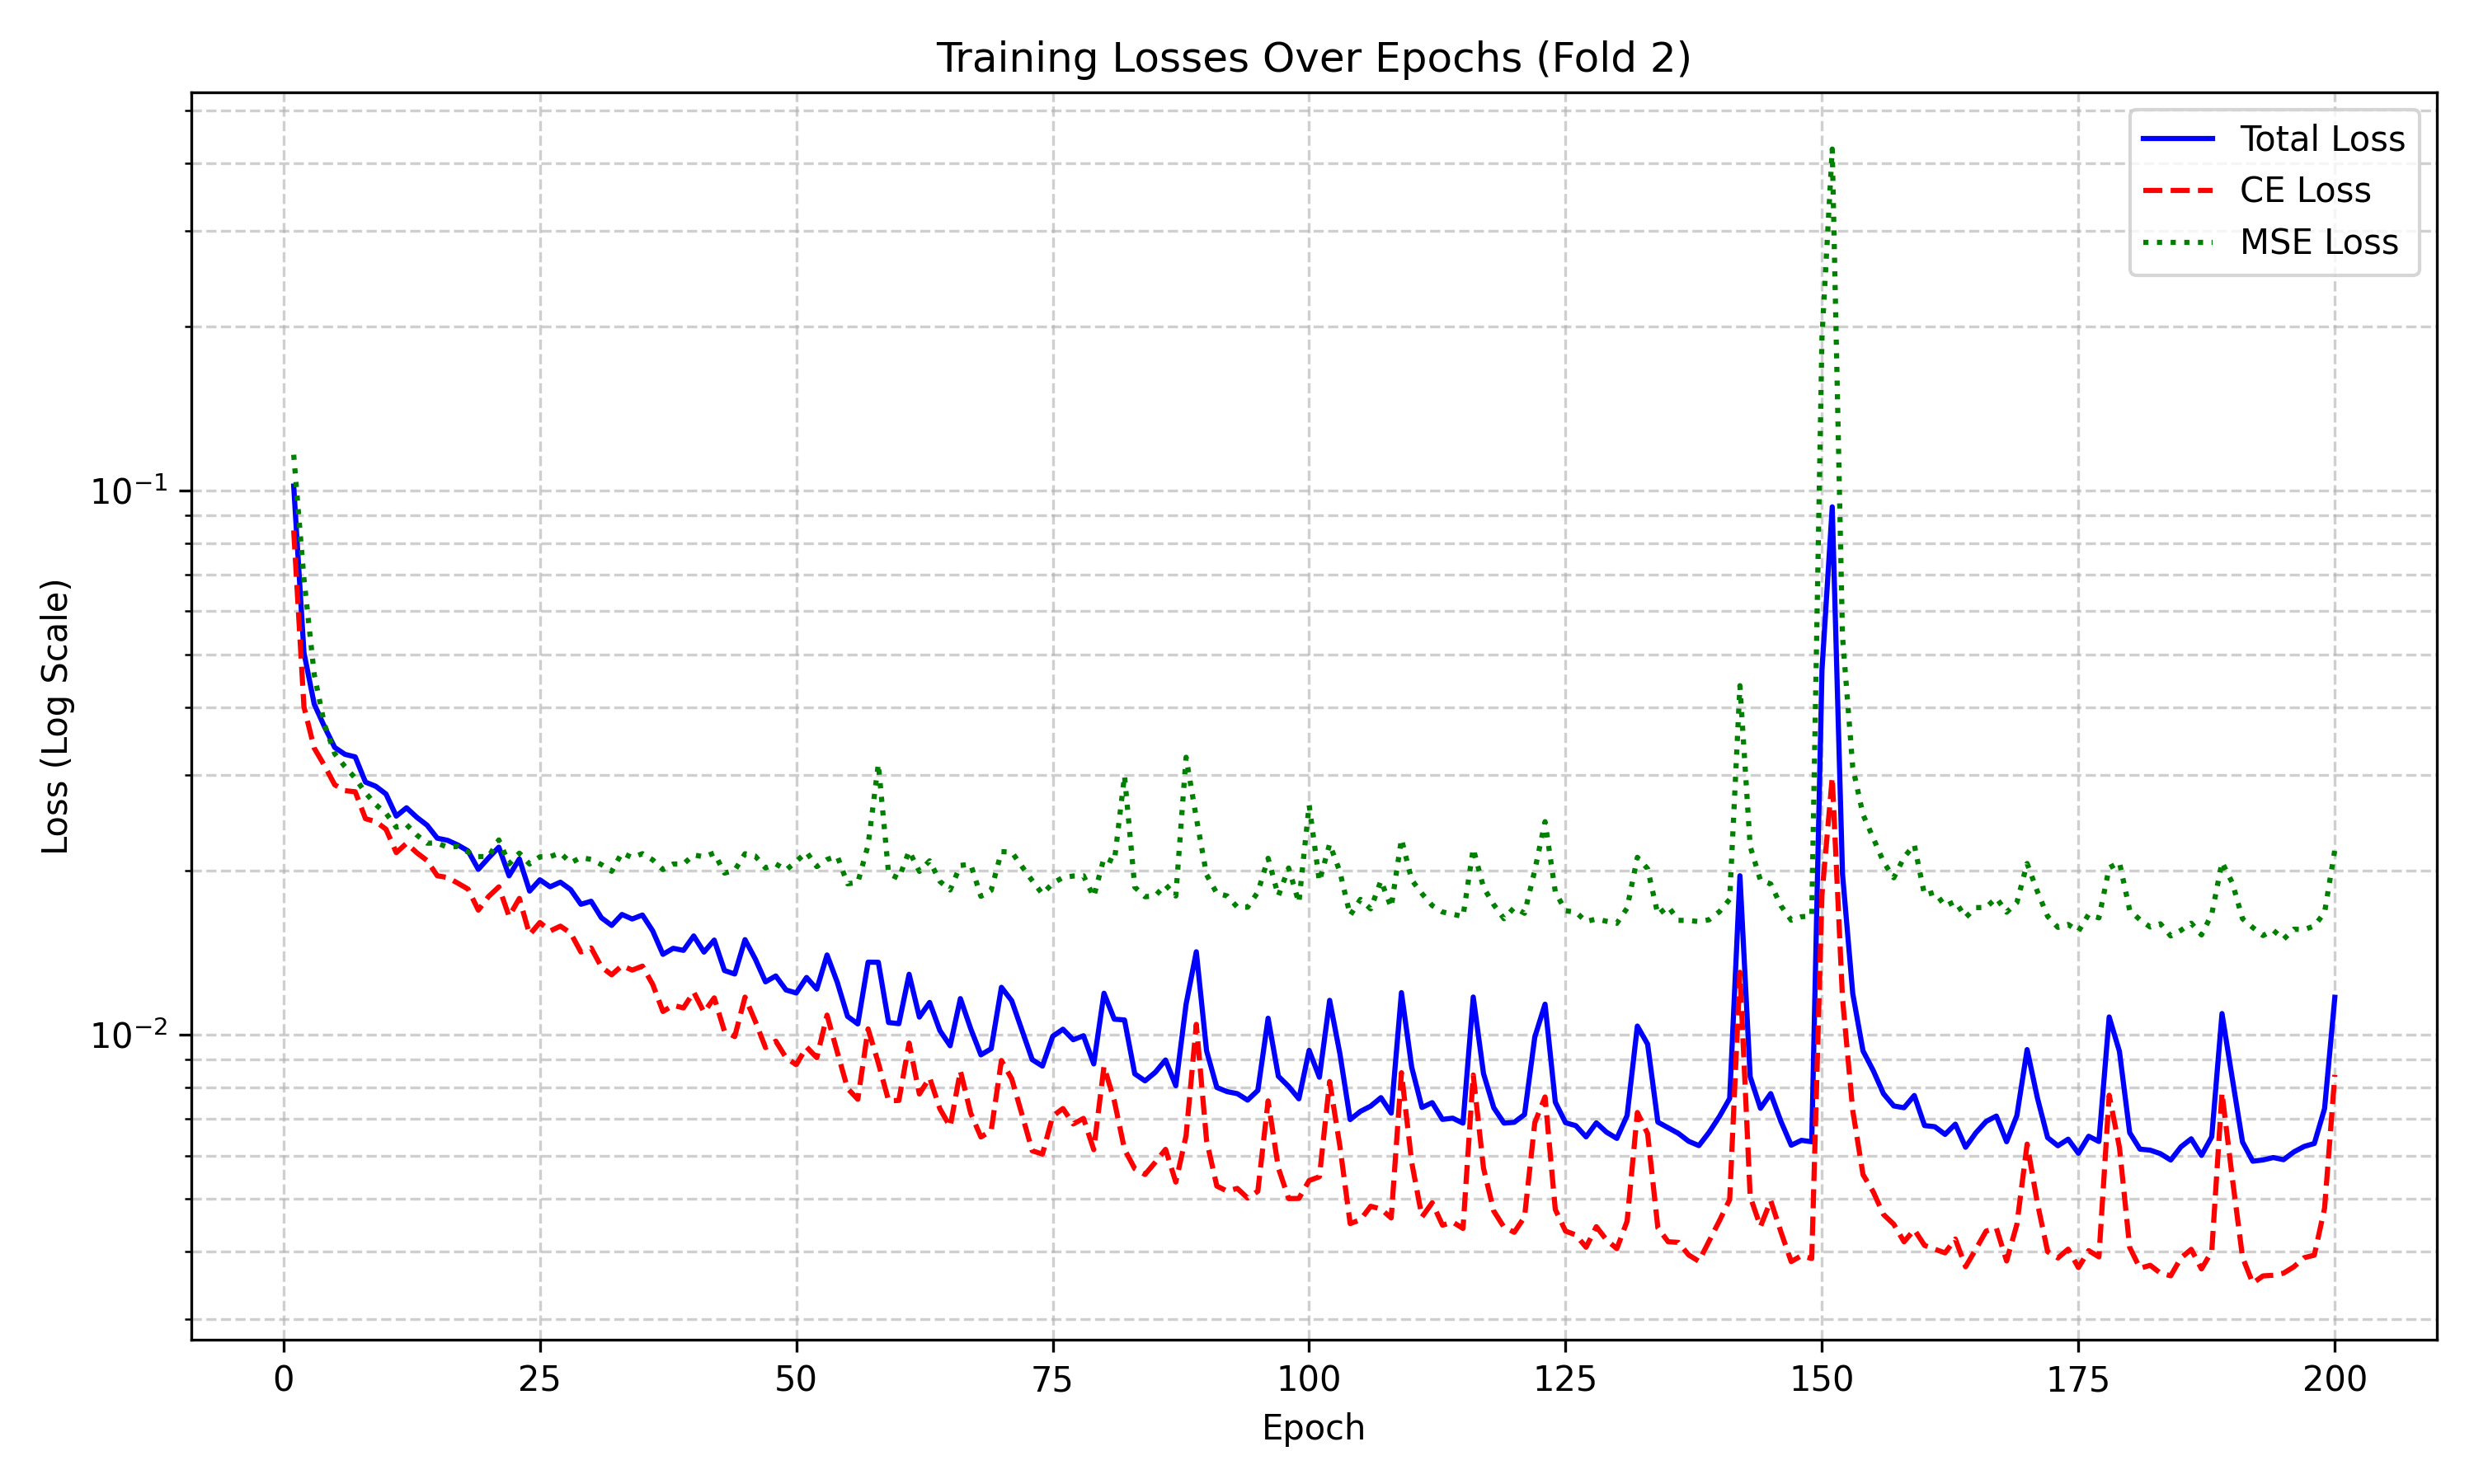 Training Losses Over Epochs (Fold 2)
Total Loss
CE Loss
MSE Loss
Loss (Log Scale)
10⁻¹
10⁻²
0 25 50 75 100 125 150 175 200
Epoch